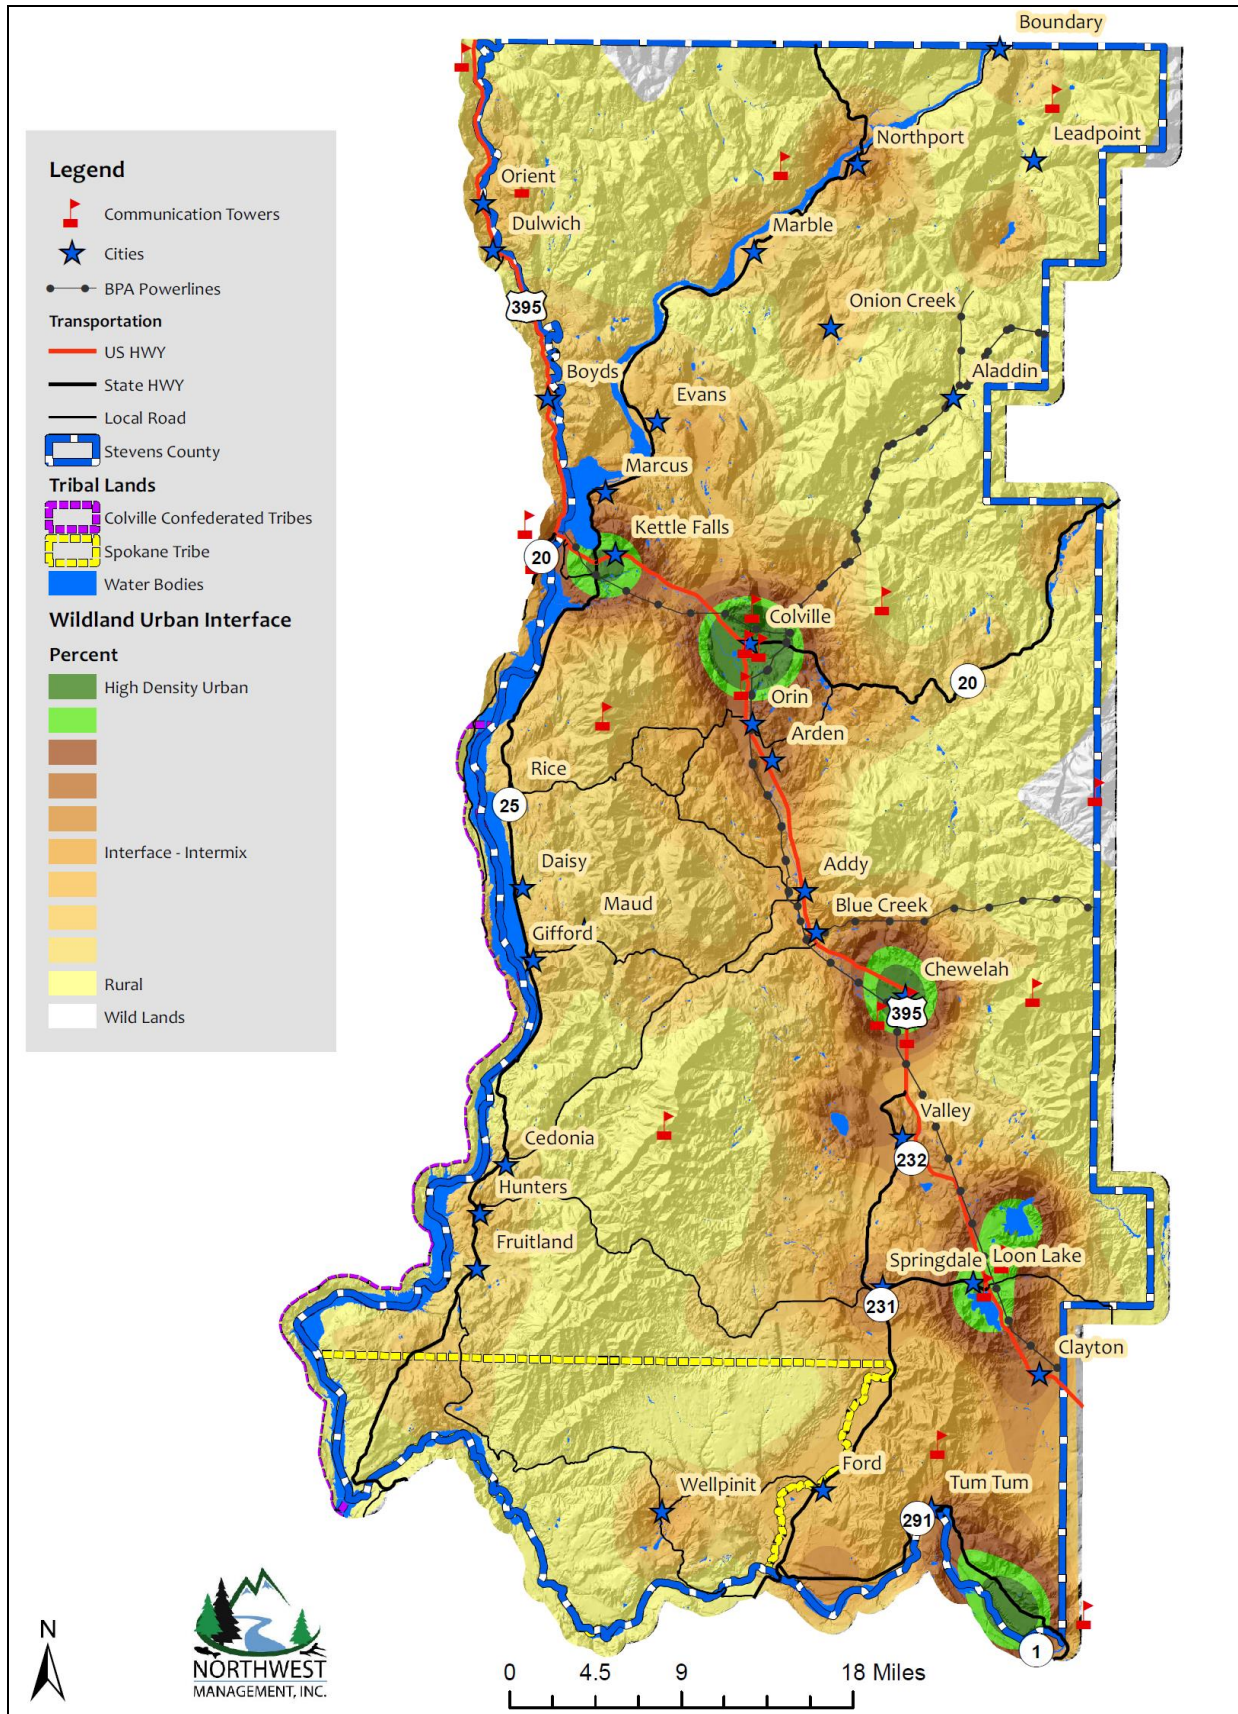 Boundary
Northport
Leadpoint
Orient
Dulwich
Marble
395
Onion Creek
Boyds
Aladdin
Evans
Marcus
Kettle Falls
20
Colville
20
Orin
Arden
Rice
25
Addy
Daisy
Maud
Blue Creek
Gifford
Chewelah
395
Valley
Cedonia
232
Hunters
Fruitland
Springdale
Loon Lake
231
Clayton
Ford
Wellpinit
Tum Tum
291
1
Legend
Communication Towers
Cities
BPA Powerlines
Transportation
US HWY
State HWY
Local Road
Stevens County
Tribal Lands
Colville Confederated Tribes
Spokane Tribe
Water Bodies
Wildland Urban Interface
Percent
High Density Urban
Interface - Intermix
Rural
Wild Lands
N
NORTHWEST
MANAGEMENT, INC.
0 4.5 9 18 Miles